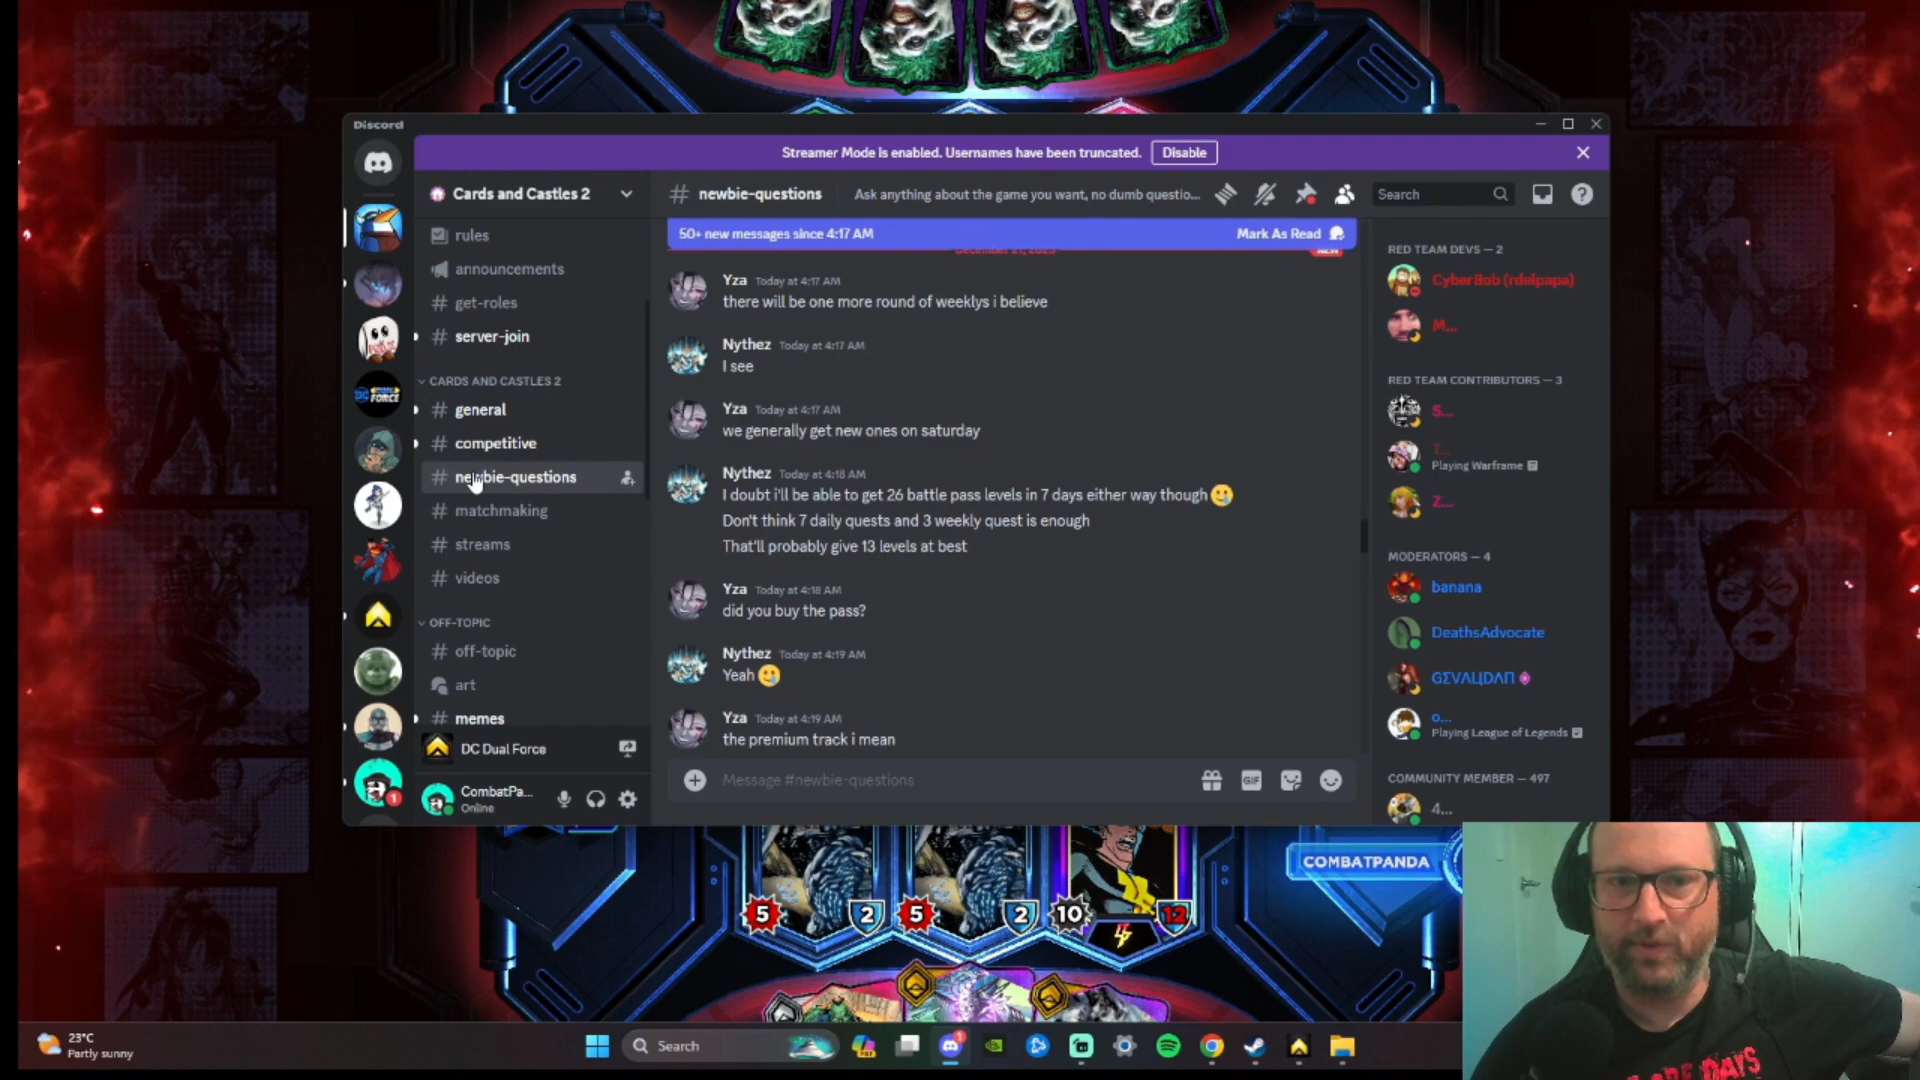 Discord
Streamer Mode is enabled. Usernames have been truncated.
Disable
Cards and Castles 2
rules
announcements
get-roles
server-join
CARDS AND CASTLES 2
general
competitive
newbie-questions
matchmaking
streams
videos
OFF-TOPIC
off-topic
art
memes
DC Dual Force
CombatPa...
Online
1
newbie-questions
Ask anything about the game you want, no dumb questio...
Search
50+ new messages since 4:17 AM
Mark As Read
Yza Today at 4:17 AM
there will be one more round of weeklys i believe
Nythez Today at 4:17 AM
I see
Yza Today at 4:17 AM
we generally get new ones on saturday
Nythez Today at 4:18 AM
I doubt i'll be able to get 26 battle pass levels in 7 days either way though
Don't think 7 daily quests and 3 weekly quest is enough
That'll probably give 13 levels at best
Yza Today at 4:18 AM
did you buy the pass?
Nythez Today at 4:19 AM
Yeah
Yza Today at 4:19 AM
the premium track i mean
Message #newbie-questions
GIF
RED TEAM DEVS — 2
CyberBob (rdelpapa)
M...
RED TEAM CONTRIBUTORS — 3
S...
T...
Playing Warframe
Z...
MODERATORS — 4
banana
DeathsAdvocate
GΣVΛЦDΛΠ
o...
Playing League of Legends
COMMUNITY MEMBER — 497
4...
COMBATPANDA
5 2 5 2 10 12
23°C
Partly sunny
Search
1